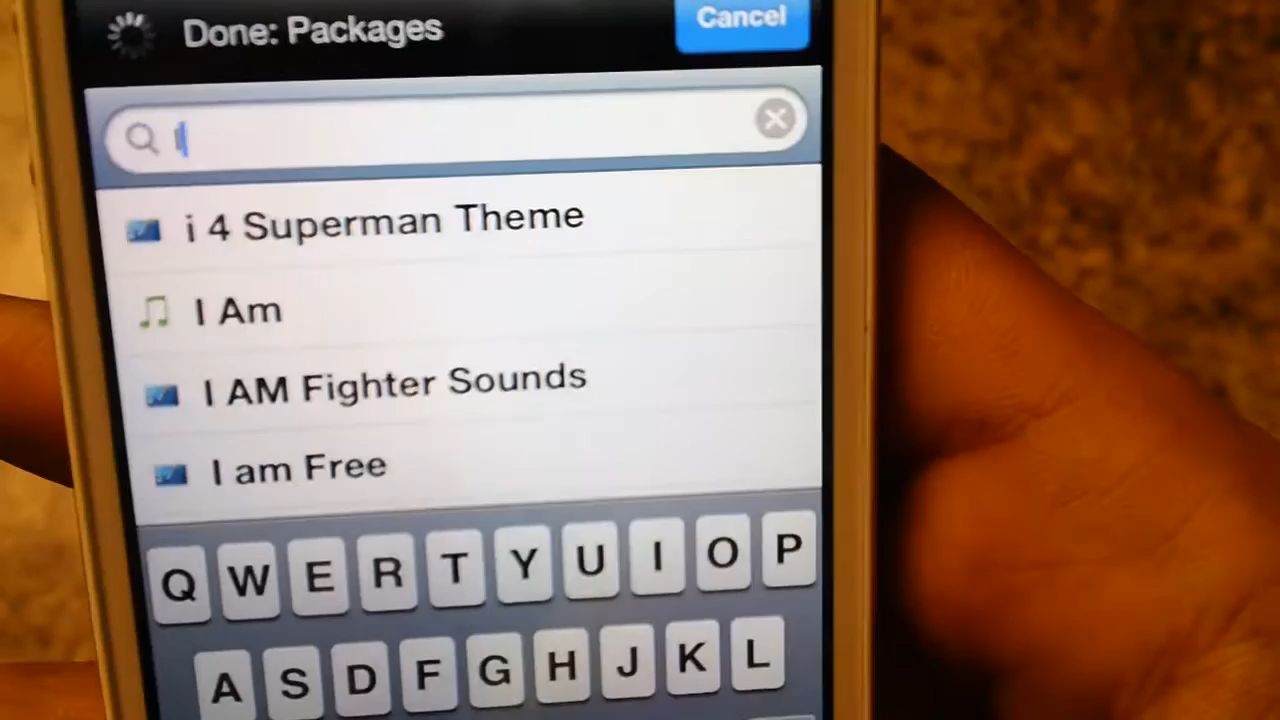 Done: Packages
Cancel
I
i 4 Superman Theme
I Am
I AM Fighter Sounds
I am Free
Q W E R T Y U I O P
A S D F G H J K L